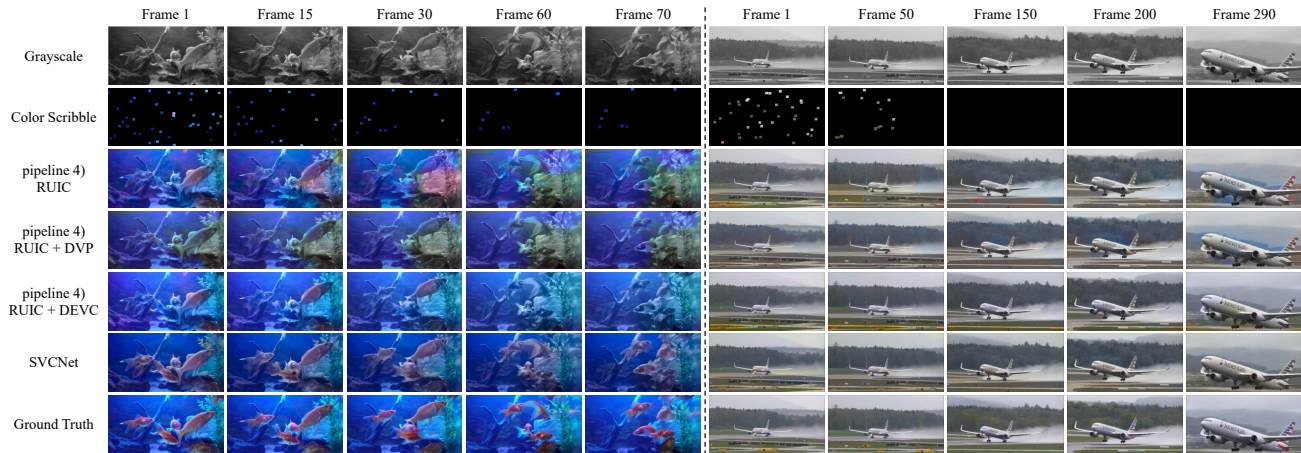 Frame 1 Frame 15 Frame 30 Frame 60 Frame 70 Frame 1 Frame 50 Frame 150 Frame 200 Frame 290
Grayscale
Color Scribble
pipeline 4)
RUIC
pipeline 4)
RUIC + DVP
pipeline 4)
RUIC + DEVC
SVCNet
Ground Truth